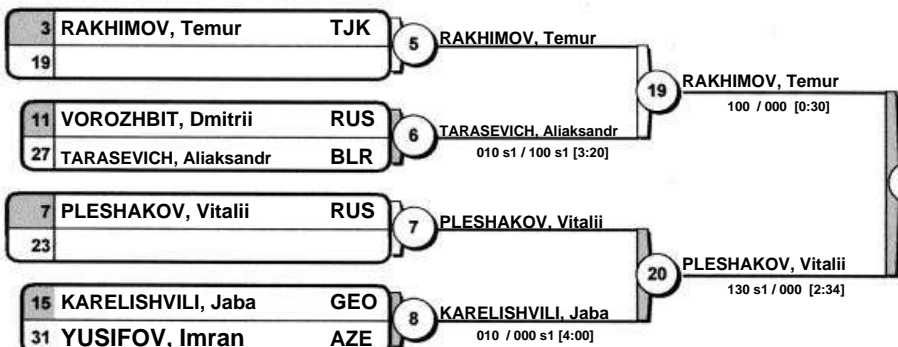 3 RAKHIMOV, Temur TJK
19
5
RAKHIMOV, Temur
11 VOROZHBIT, Dmitrii RUS
27 TARASEVICH, Aliaksandr BLR
6
TARASEVICH, Aliaksandr
010 s1 / 100 s1 [3:20]
19
RAKHIMOV, Temur
100 / 000 [0:30]
7 PLESHAKOV, Vitalii RUS
23
7
PLESHAKOV, Vitalii
15 KARELISHVILI, Jaba GEO
31 YUSIFOV, Imran AZE
8
KARELISHVILI, Jaba
010 / 000 s1 [4:00]
20
PLESHAKOV, Vitalii
130 s1 / 000 [2:34]